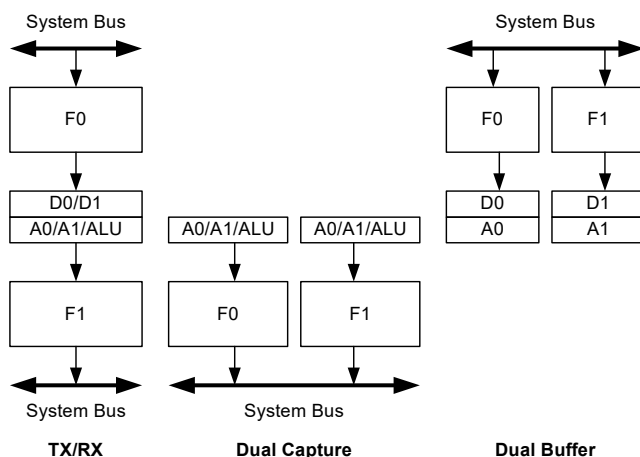 System Bus
F0
D0/D1
A0/A1/ALU
F1
System Bus
TX/RX
A0/A1/ALU
A0/A1/ALU
F0
F1
System Bus
Dual Capture
System Bus
F0
F1
D0
D1
A0
A1
Dual Buffer